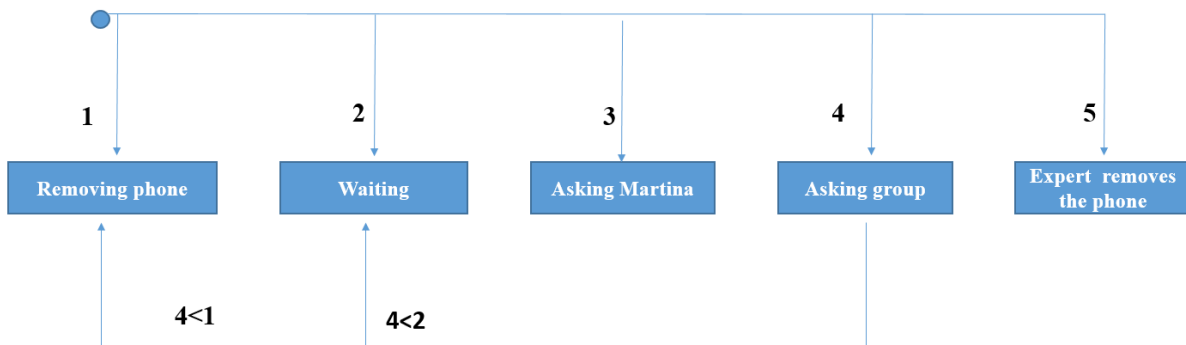 1
2
3
4
5
Removing phone
Waiting
Asking Martina
Asking group
Expert removes
the phone
4<1
4<2